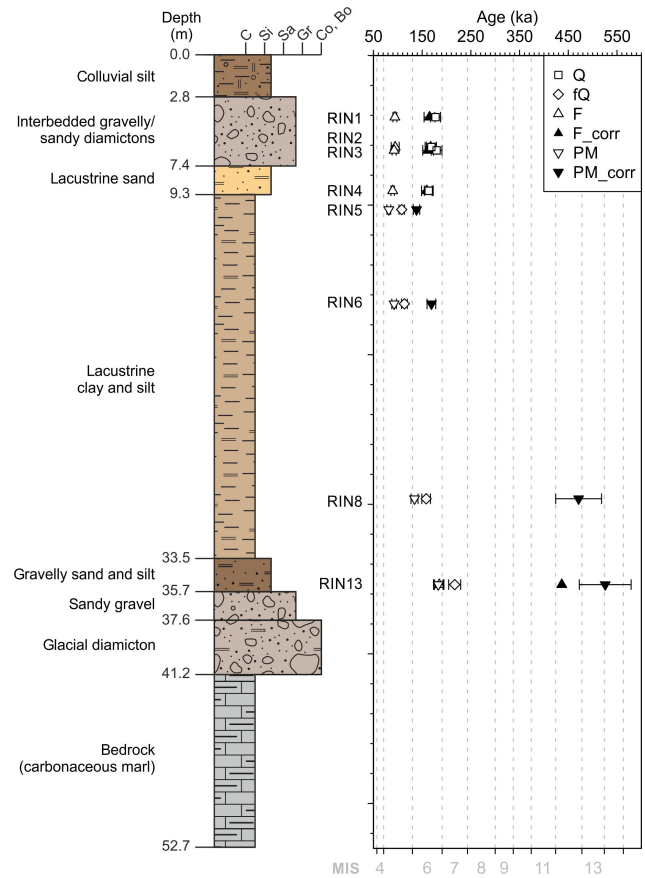 Depth
(m)
C
Si
Sa
Gr
Co, Bo
0.0
Colluvial silt
2.8
Interbedded gravelly/
sandy diamictons
7.4
Lacustrine sand
9.3
Lacustrine
clay and silt
33.5
Gravelly sand and silt
35.7
Sandy gravel
37.6
Glacial diamicton
41.2
Bedrock
(carbonaceous marl)
52.7
Age (ka)
50 150 250 350 450 550
Q
fQ
F
F_corr
PM
PM_corr
RIN1
RIN2
RIN3
RIN4
RIN5
RIN6
RIN8
RIN13
MIS 4 6 7 8 9 11 13